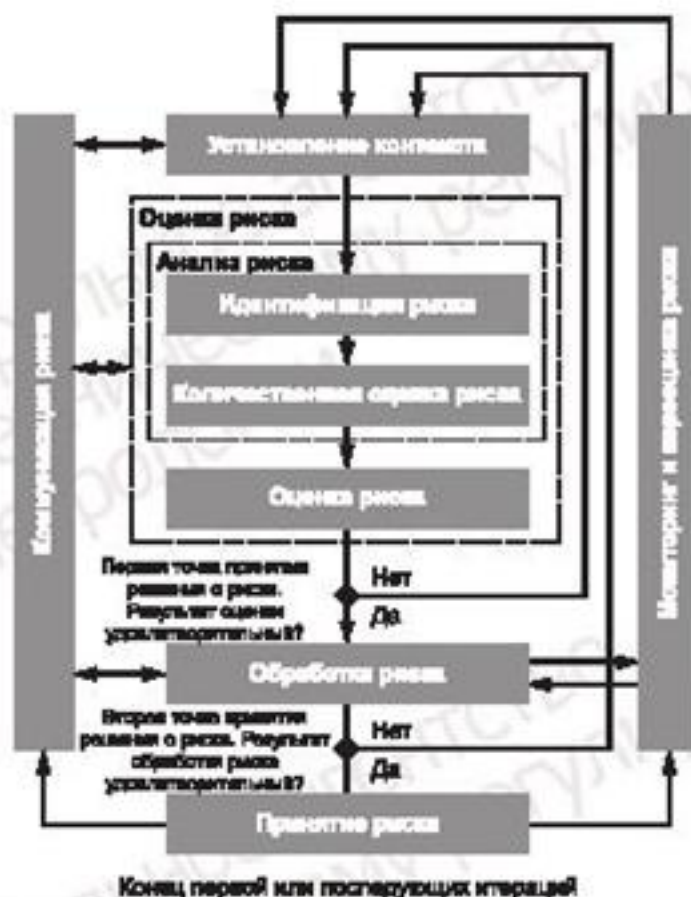 Установление контекста
Оценка риска
Анализ риска
Идентификация риска
Количественная оценка риска
Оценка риска
Коммуникация риска
Мониторинг и переоценка риска
Первая точка принятия
решения о риске.
Результат оценки
удовлетворительный?
Нет
Да
Обработка риска
Вторая точка принятия
решения о риске. Результат
обработки риска
удовлетворительный?
Нет
Да
Принятие риска
Конец первой или последующих итераций